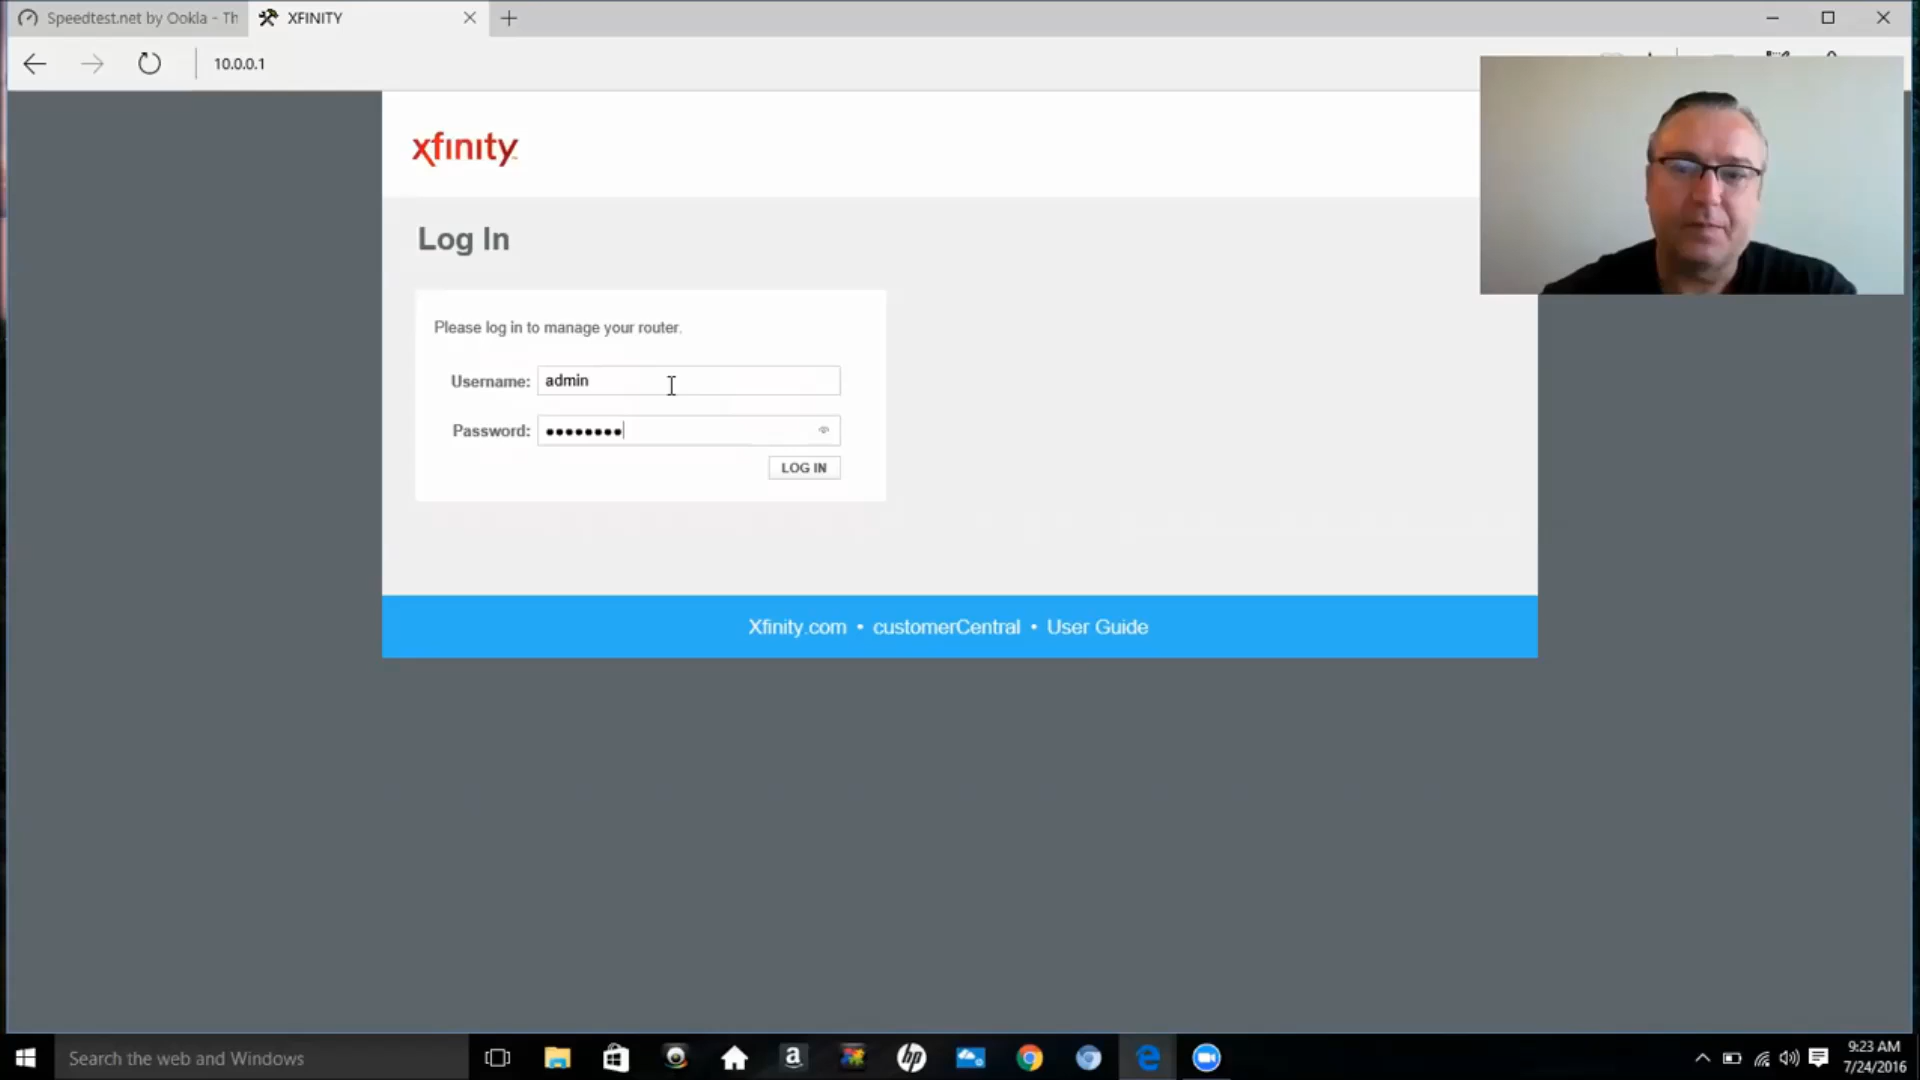 Speedtest.net by Ookla - Th
XFINITY
10.0.0.1
xfinity
Log In
Please log in to manage your router.
Username: admin
Password: ••••••••
LOG IN
Xfinity.com • customerCentral • User Guide
Search the web and Windows
a
hp
9:23 AM
7/24/2016